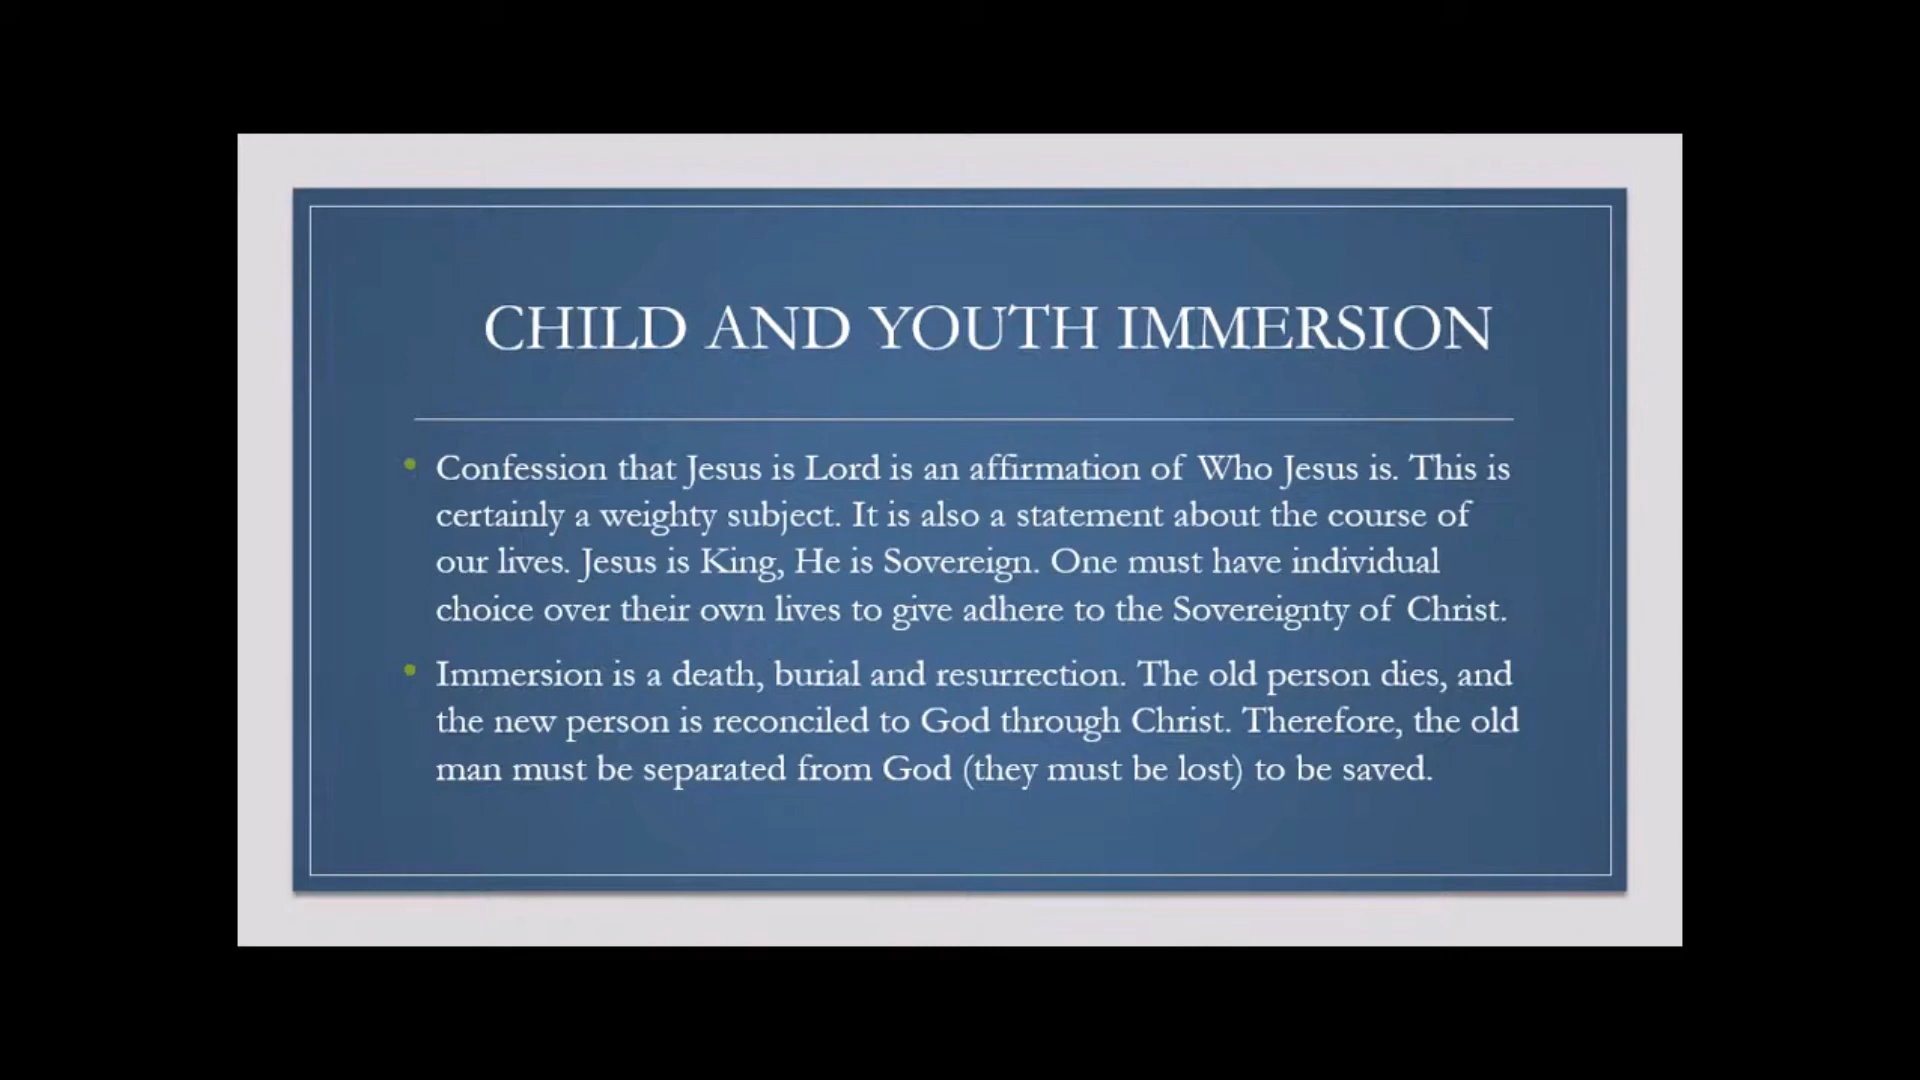 CHILD AND YOUTH IMMERSION
• Confession that Jesus is Lord is an affirmation of Who Jesus is. This is
certainly a weighty subject. It is also a statement about the course of
our lives. Jesus is King, He is Sovereign. One must have individual
choice over their own lives to give adhere to the Sovereignty of Christ.
• Immersion is a death, burial and resurrection. The old person dies, and
the new person is reconciled to God through Christ. Therefore, the old
man must be separated from God (they must be lost) to be saved.